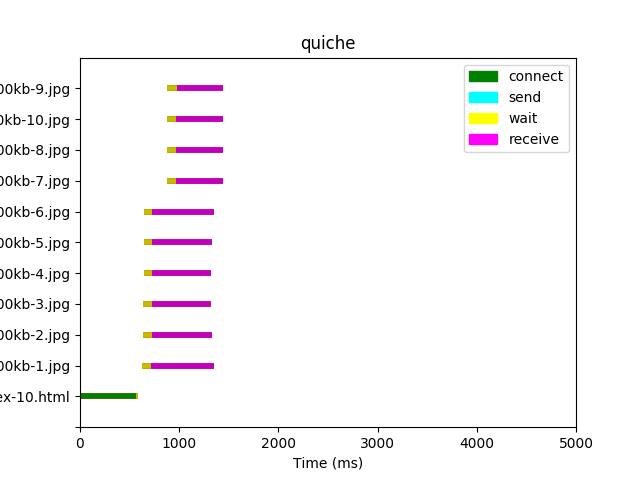 quiche
connect
send
wait
receive
00kb-9.jpg
0kb-10.jpg
00kb-8.jpg
00kb-7.jpg
00kb-6.jpg
00kb-5.jpg
00kb-4.jpg
00kb-3.jpg
00kb-2.jpg
00kb-1.jpg
ex-10.html
0 1000 2000 3000 4000 5000
Time (ms)